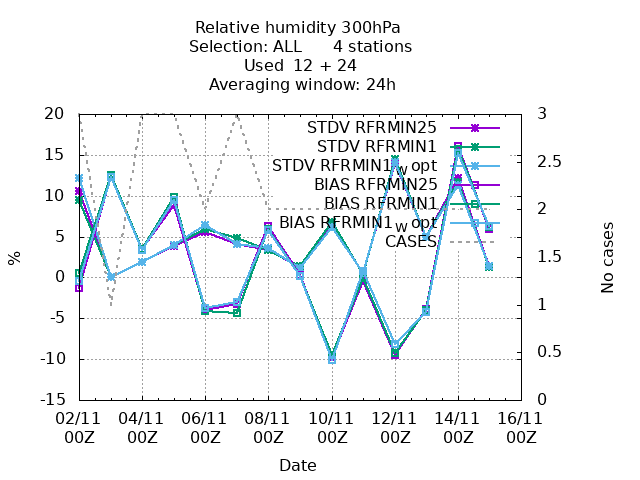 Relative humidity 300hPa
Selection: ALL 4 stations
Used 12 + 24
Averaging window: 24h
20 3
STDV RFRMIN25
STDV RFRMIN1
15 2.5
STDV RFRMIN1w opt
BIAS RFRMIN25
10 2
BIAS RFRMIN1
BIAS RFRMIN1w opt
5 1.5
CASES
%
No cases
0
1
-5
0.5
-10
-15 0
02/11 04/11 06/11 08/11 10/11 12/11 14/11 16/11
00Z 00Z 00Z 00Z 00Z 00Z 00Z 00Z
Date